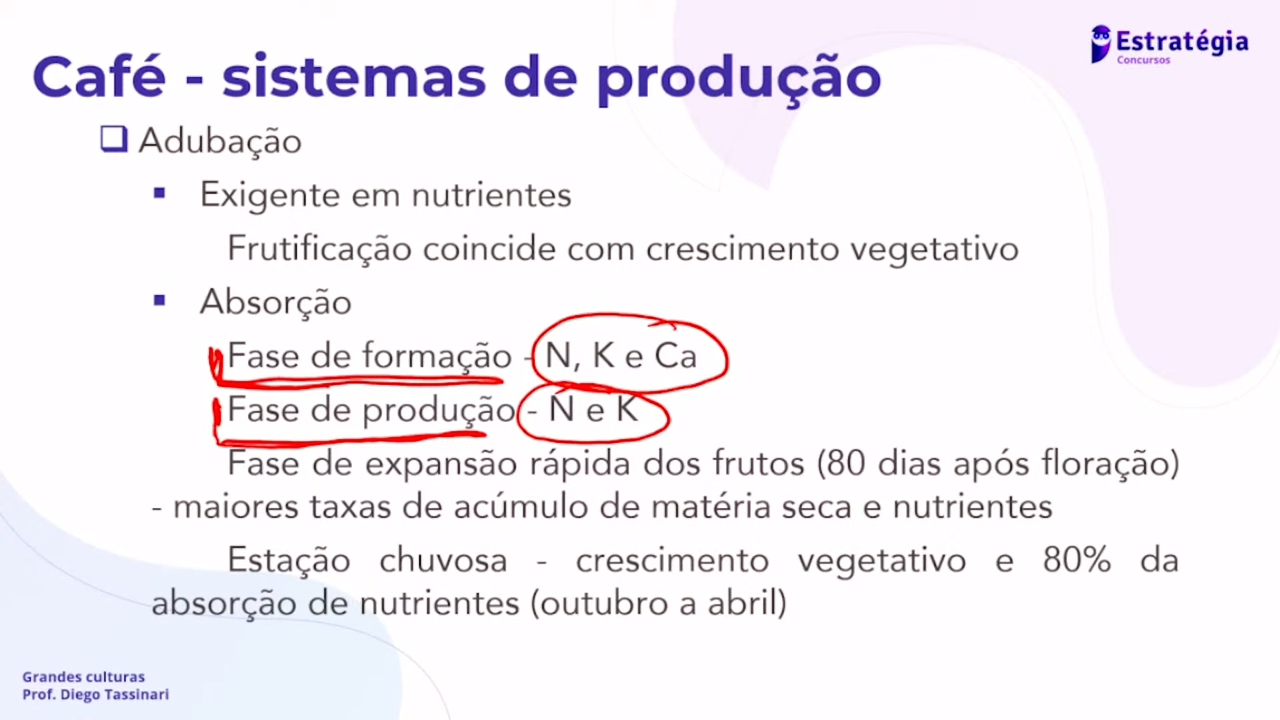 Estratégia
Concursos
Café - sistemas de produção
Adubação
Exigente em nutrientes
Frutificação coincide com crescimento vegetativo
Absorção
Fase de formação - N, K e Ca
Fase de produção - N e K
Fase de expansão rápida dos frutos (80 dias após floração)
- maiores taxas de acúmulo de matéria seca e nutrientes
Estação chuvosa - crescimento vegetativo e 80% da
absorção de nutrientes (outubro a abril)
Grandes culturas
Prof. Diego Tassinari